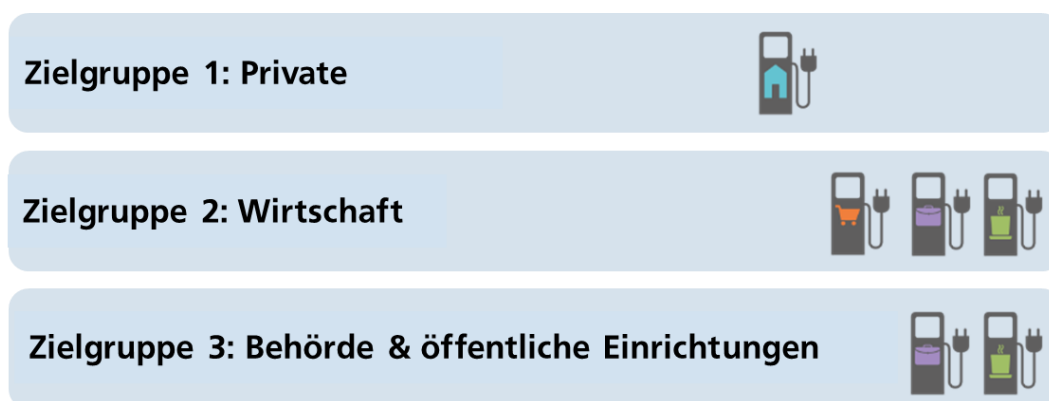 Zielgruppe 1: Private
Zielgruppe 2: Wirtschaft
Zielgruppe 3: Behörde & öffentliche Einrichtungen